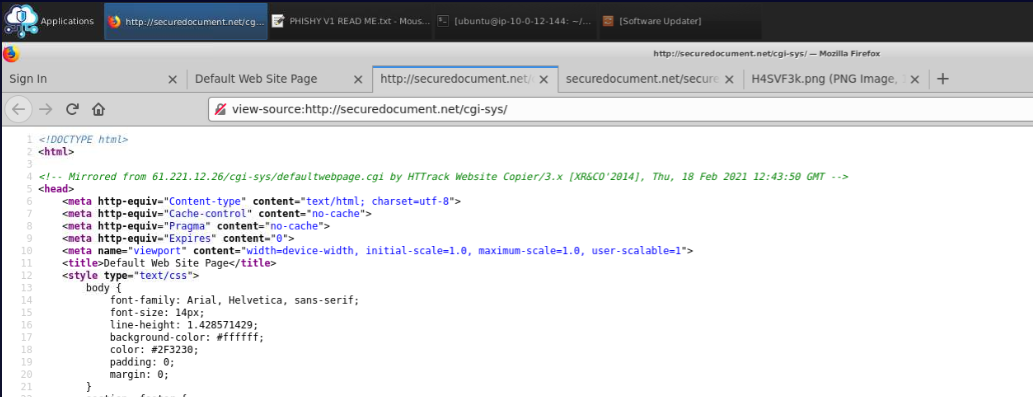 Applications http://securedocument.net/cg... PHISHY V1 READ ME.txt - Mous... [ubuntu@ip-10-0-12-144: ~/... [Software Updater]
http://securedocument.net/cgi-sys/ — Mozilla Firefox
Sign In Default Web Site Page http://securedocument.net/ securedocument.net/secure H4SVF3k.png (PNG Image,
view-source:http://securedocument.net/cgi-sys/
1 <!DOCTYPE html>
2 <html>
3
4 <!-- Mirrored from 61.221.12.26/cgi-sys/defaultwebpage.cgi by HTTrack Website Copier/3.x [XR&CO'2014], Thu, 18 Feb 2021 12:43:50 GMT -->
5 <head>
6 <meta http-equiv="Content-type" content="text/html; charset=utf-8">
7 <meta http-equiv="Cache-control" content="no-cache">
8 <meta http-equiv="Pragma" content="no-cache">
9 <meta http-equiv="Expires" content="0">
10 <meta name="viewport" content="width=device-width, initial-scale=1.0, maximum-scale=1.0, user-scalable=1">
11 <title>Default Web Site Page</title>
12 <style type="text/css">
13 body {
14 font-family: Arial, Helvetica, sans-serif;
15 font-size: 14px;
16 line-height: 1.428571429;
17 background-color: #ffffff;
18 color: #2F3230;
19 padding: 0;
20 margin: 0;
21 }